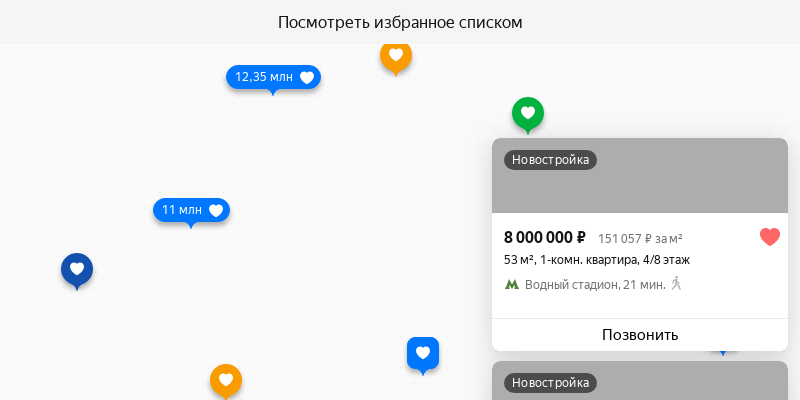 Посмотреть избранное списком
12,35 млн
11 млн
Новостройка
8 000 000 ₽ 151 057 ₽ за м²
53 м², 1-комн. квартира, 4/8 этаж
Водный стадион, 21 мин.
Позвонить
Новостройка